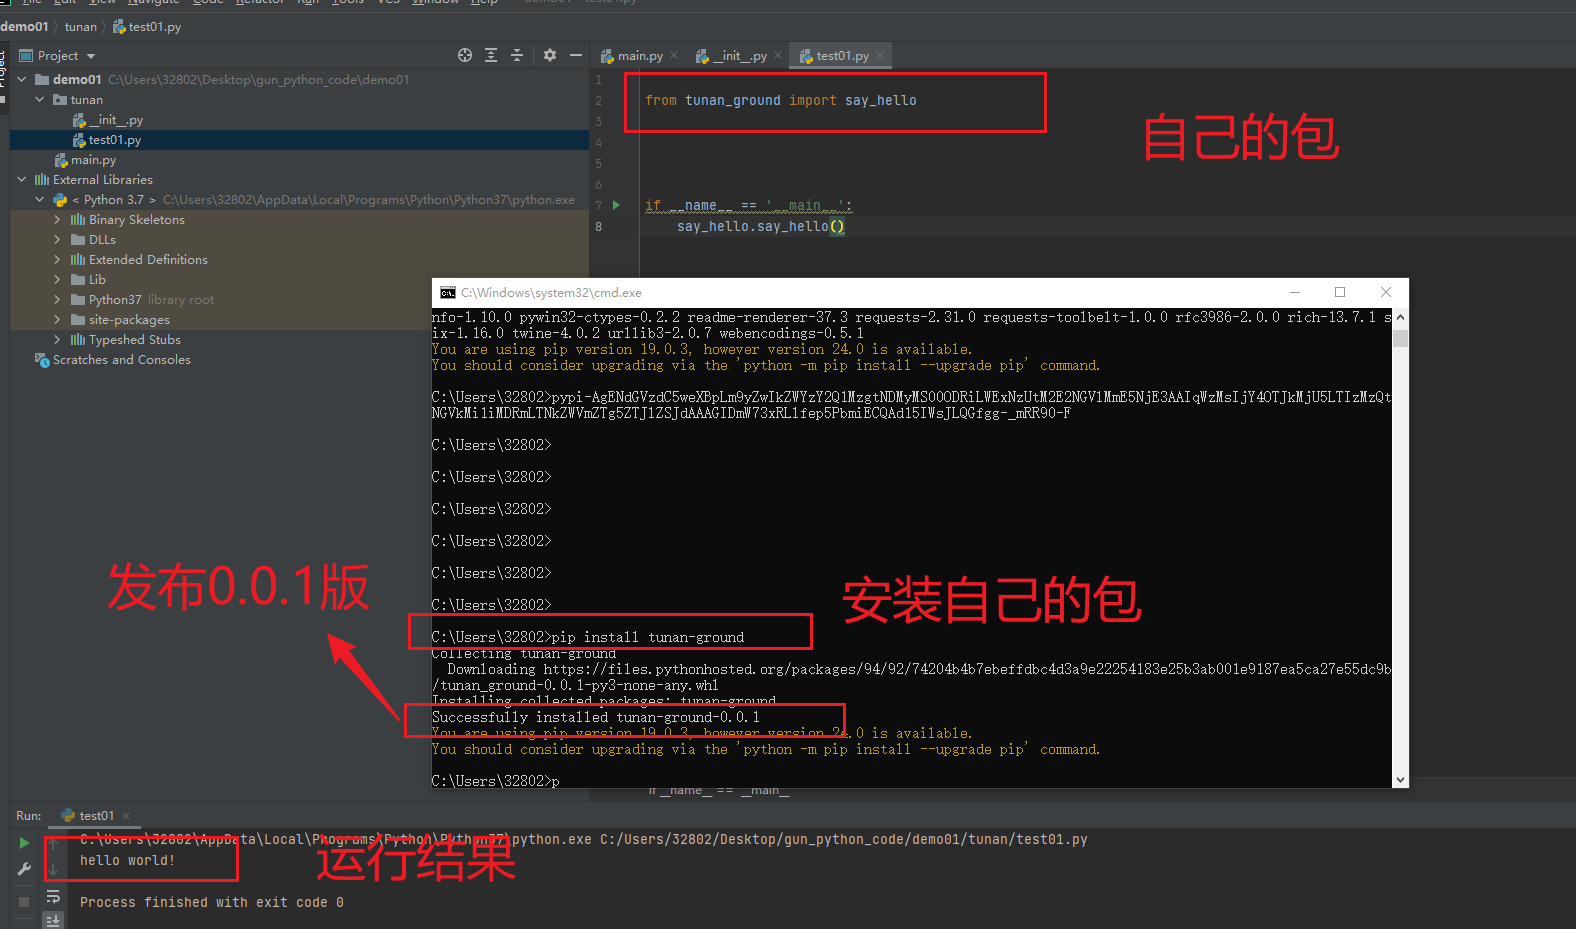 File Edit View Navigate Code Refactor Run Tools VCS Window Help demo01 - test01.py
demo01 tunan test01.py
Project
main.py __init__.py test01.py
demo01 C:\Users\32802\Desktop\gun_python_code\demo01
tunan
__init__.py
test01.py
main.py
External Libraries
< Python 3.7 > C:\Users\32802\AppData\Local\Programs\Python\Python37\python.exe
Binary Skeletons
DLLs
Extended Definitions
Lib
Python37 library root
site-packages
Typeshed Stubs
Scratches and Consoles
1
2 from tunan_ground import say_hello
3
4
5
6
7 if __name__ == '__main__':
8 say_hello.say_hello()
自己的包
C:\Windows\system32\cmd.exe
nfo-1.10.0 pywin32-ctypes-0.2.2 readme-renderer-37.3 requests-2.31.0 requests-toolbelt-1.0.0 rfc3986-2.0.0 rich-13.7.1 s
ix-1.16.0 twine-4.0.2 urllib3-2.0.7 webencodings-0.5.1
You are using pip version 19.0.3, however version 24.0 is available.
You should consider upgrading via the 'python -m pip install --upgrade pip' command.
C:\Users\32802>
C:\Users\32802>
C:\Users\32802>
C:\Users\32802>
C:\Users\32802>
C:\Users\32802>
C:\Users\32802>
发布0.0.1版
安装自己的包
C:\Users\32802>pip install tunan-ground
Collecting tunan-ground
Downloading https://files.pythonhosted.org/packages/94/92/74204b4b7ebeffdbc4d3a9e22254183e25b3ab001e9187ea5ca27e55dc9b
/tunan_ground-0.0.1-py3-none-any.whl
Installing collected packages: tunan-ground
Successfully installed tunan-ground-0.0.1
You are using pip version 19.0.3, however version 24.0 is available.
You should consider upgrading via the 'python -m pip install --upgrade pip' command.
C:\Users\32802>p
if __name__ == '__main__'
Run: test01
C:\Users\32802\AppData\Local\Programs\Python\Python37\python.exe C:/Users/32802/Desktop/gun_python_code/demo01/tunan/test01.py
hello world!
运行结果
Process finished with exit code 0